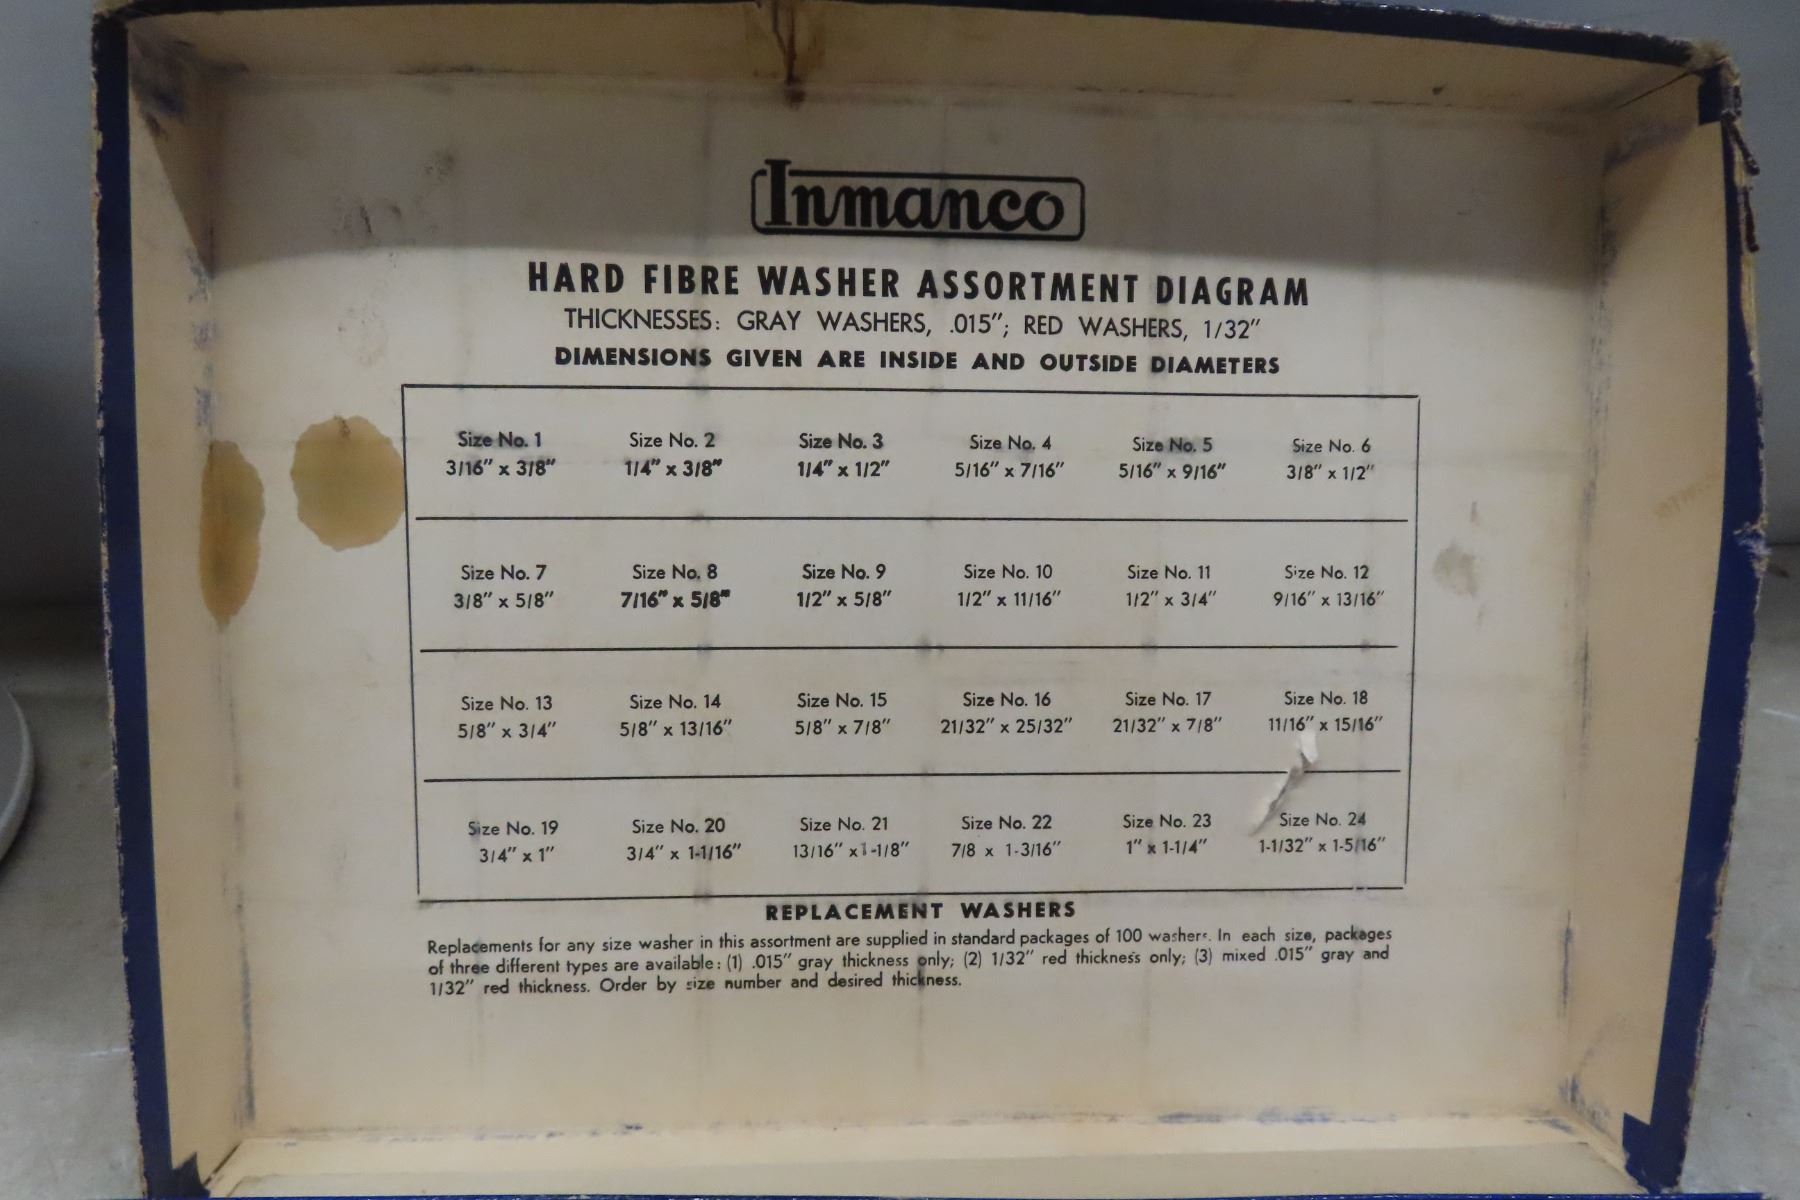 Inmanco
HARD FIBRE WASHER ASSORTMENT DIAGRAM
THICKNESSES: GRAY WASHERS, .015"; RED WASHERS, 1/32"
DIMENSIONS GIVEN ARE INSIDE AND OUTSIDE DIAMETERS
Size No. 1 Size No. 2 Size No. 3 Size No. 4 Size No. 5 Size No. 6
3/16" x 3/8" 1/4" x 3/8" 1/4" x 1/2" 5/16" x 7/16" 5/16" x 9/16" 3/8" x 1/2"
Size No. 7 Size No. 8 Size No. 9 Size No. 10 Size No. 11 Size No. 12
3/8" x 5/8" 7/16" x 5/8" 1/2" x 5/8" 1/2" x 11/16" 1/2" x 3/4" 9/16" x 13/16"
Size No. 13 Size No. 14 Size No. 15 Size No. 16 Size No. 17 Size No. 18
5/8" x 3/4" 5/8" x 13/16" 5/8" x 7/8" 21/32" x 25/32" 21/32" x 7/8" 11/16" x 15/16"
Size No. 19 Size No. 20 Size No. 21 Size No. 22 Size No. 23 Size No. 24
3/4" x 1" 3/4" x 1-1/16" 13/16" x 1-1/8" 7/8 x 1-3/16" 1" x 1-1/4" 1-1/32" x 1-5/16"
REPLACEMENT WASHERS
Replacements for any size washer in this assortment are supplied in standard packages of 100 washers. In each size, packages
of three different types are available: (1) .015" gray thickness only; (2) 1/32" red thickness only; (3) mixed .015" gray and
1/32" red thickness. Order by size number and desired thickness.